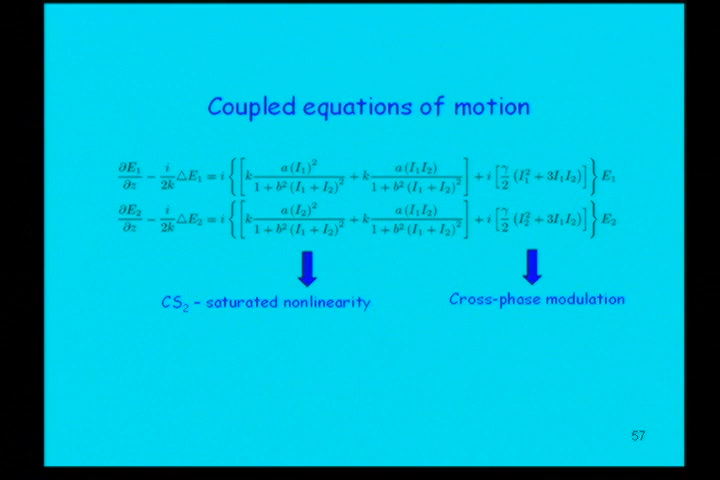 Coupled equations of motion
∂E₁/∂z − i/2k △E₁ = i { [ k a(I₁)² / 1 + b² (I₁ + I₂)² + k a(I₁I₂) / 1 + b² (I₁ + I₂)² ] + i [ γ/2 (I₁² + 3I₁I₂) ] } E₁
∂E₂/∂z − i/2k △E₂ = i { [ k a(I₂)² / 1 + b² (I₁ + I₂)² + k a(I₁I₂) / 1 + b² (I₁ + I₂)² ] + i [ γ/2 (I₂² + 3I₁I₂) ] } E₂
CS₂ – saturated nonlinearity
Cross-phase modulation
57